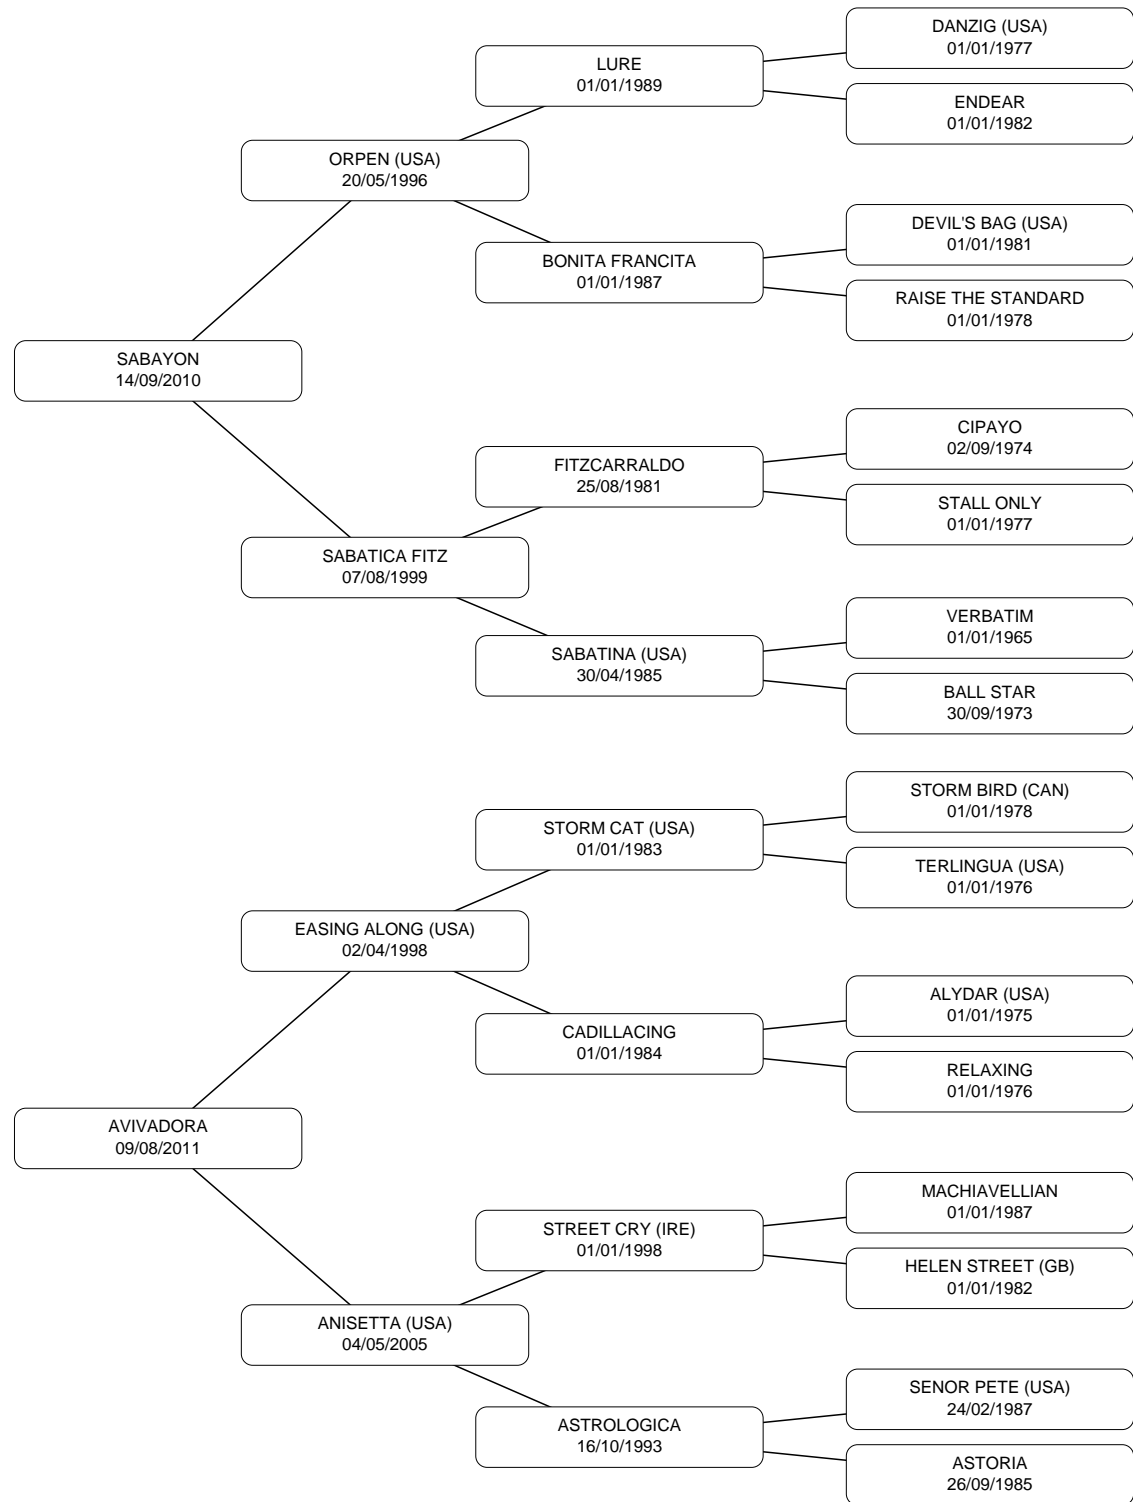 DANZIG (USA)
01/01/1977
LURE
01/01/1989
ENDEAR
01/01/1982
ORPEN (USA)
20/05/1996
DEVIL'S BAG (USA)
01/01/1981
BONITA FRANCITA
01/01/1987
RAISE THE STANDARD
01/01/1978
SABAYON
14/09/2010
CIPAYO
02/09/1974
FITZCARRALDO
25/08/1981
STALL ONLY
01/01/1977
SABATICA FITZ
07/08/1999
VERBATIM
01/01/1965
SABATINA (USA)
30/04/1985
BALL STAR
30/09/1973
STORM BIRD (CAN)
01/01/1978
STORM CAT (USA)
01/01/1983
TERLINGUA (USA)
01/01/1976
EASING ALONG (USA)
02/04/1998
ALYDAR (USA)
01/01/1975
CADILLACING
01/01/1984
RELAXING
01/01/1976
AVIVADORA
09/08/2011
MACHIAVELLIAN
01/01/1987
STREET CRY (IRE)
01/01/1998
HELEN STREET (GB)
01/01/1982
ANISETTA (USA)
04/05/2005
SENOR PETE (USA)
24/02/1987
ASTROLOGICA
16/10/1993
ASTORIA
26/09/1985